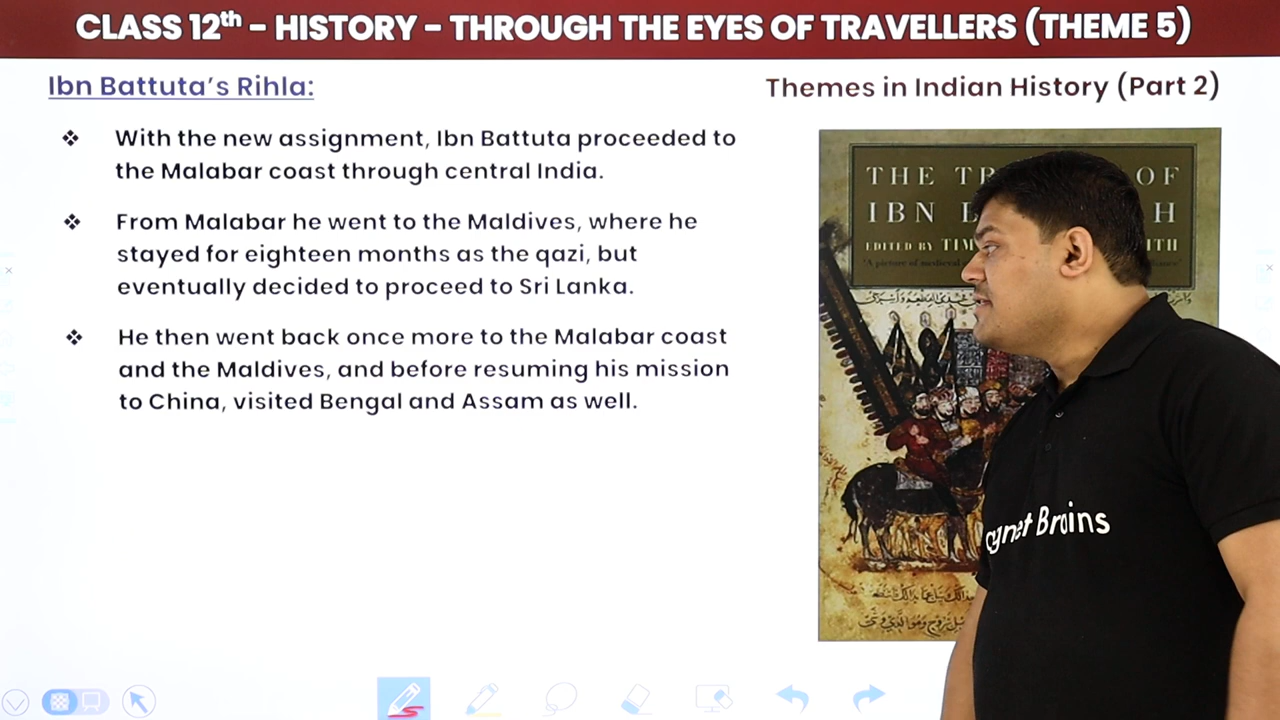 CLASS 12th – HISTORY – THROUGH THE EYES OF TRAVELLERS (THEME 5)
Ibn Battuta's Rihla:
Themes in Indian History (Part 2)
❖ With the new assignment, Ibn Battuta proceeded to
the Malabar coast through central India.
❖ From Malabar he went to the Maldives, where he
stayed for eighteen months as the qazi, but
eventually decided to proceed to Sri Lanka.
❖ He then went back once more to the Malabar coast
and the Maldives, and before resuming his mission
to China, visited Bengal and Assam as well.
THE OF
IBN
EDITED BY
"A picture of
Brains